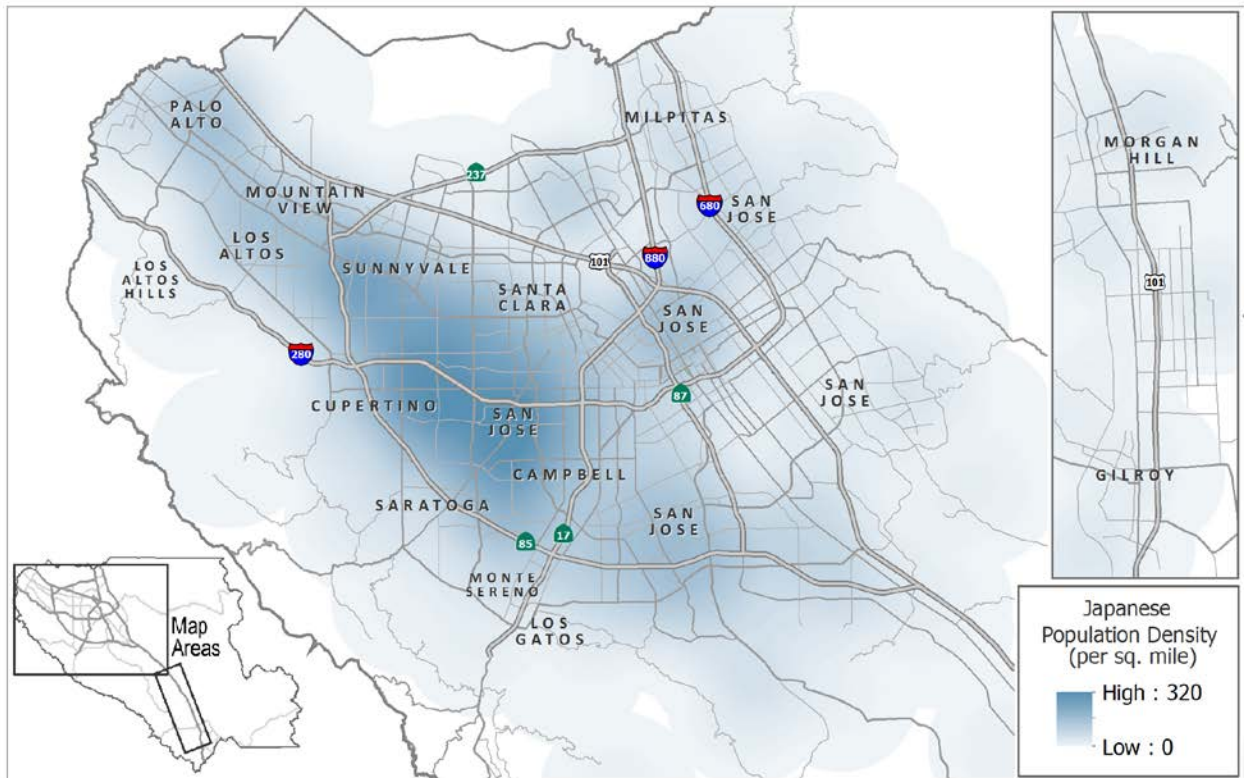 PALO
ALTO
MILPITAS
MORGAN
HILL
237
MOUNTAIN
VIEW
680
SAN
JOSE
LOS
ALTOS
880
101
SUNNYVALE
LOS
ALTOS
HILLS
SANTA
CLARA
101
SAN
JOSE
280
87
SAN
JOSE
CUPERTINO
SAN
JOSE
CAMPBELL
GILROY
SARATOGA
SAN
JOSE
85
17
MONTE
SERENO
LOS
GATOS
Map
Areas
Japanese
Population Density
(per sq. mile)
High : 320
Low : 0